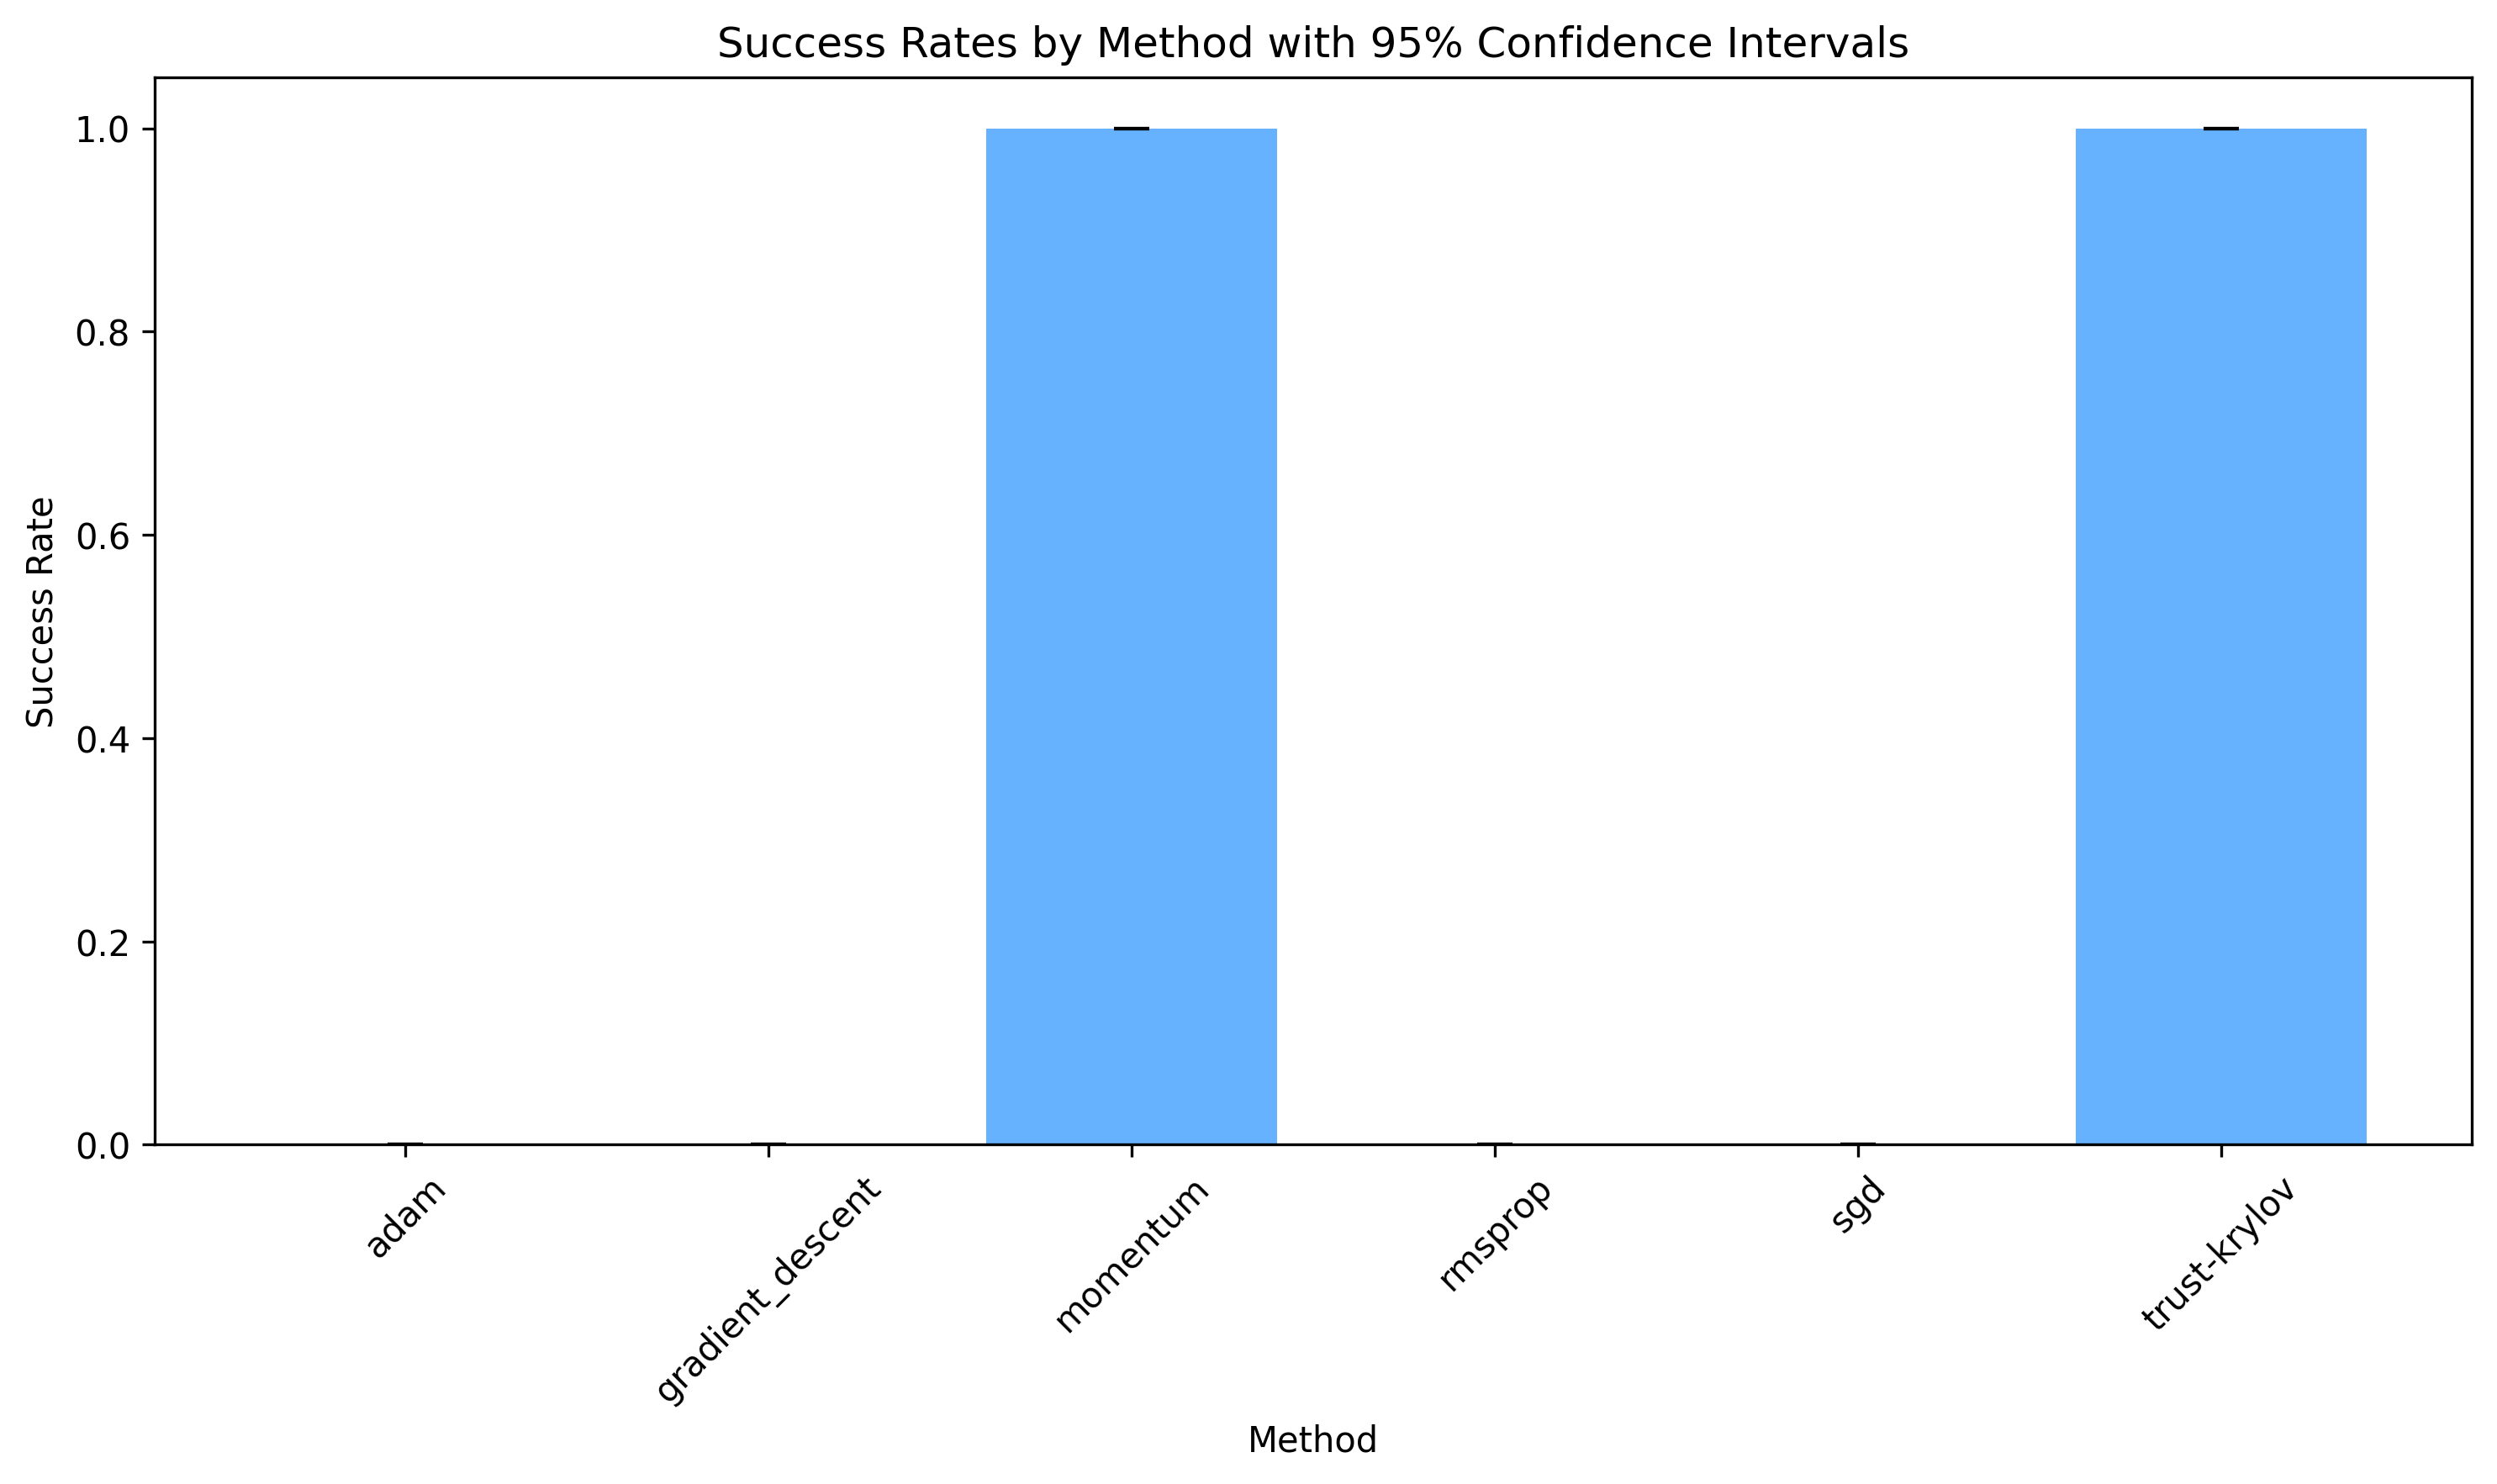 Success Rates by Method with 95% Confidence Intervals
Success Rate
1.0
0.8
0.6
0.4
0.2
0.0
adam
gradient_descent
momentum
rmsprop
sgd
trust-krylov
Method